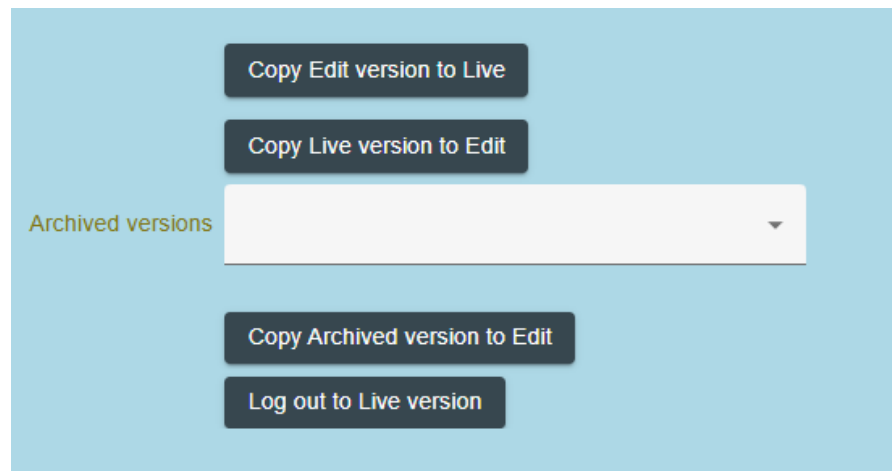 Copy Edit version to Live
Copy Live version to Edit
Archived versions
Copy Archived version to Edit
Log out to Live version